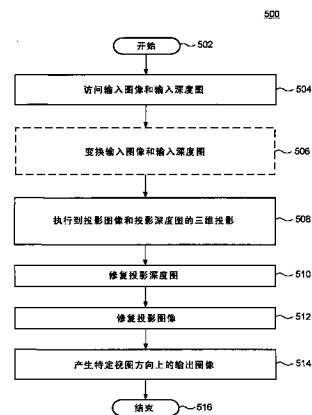 500
开始
502
访问输入图像和输入深度图
504
变换输入图像和输入深度图
506
执行到投影图像和投影深度图的三维投影
508
修复投影深度图
510
修复投影图像
512
产生特定视图方向上的输出图像
514
结束
516